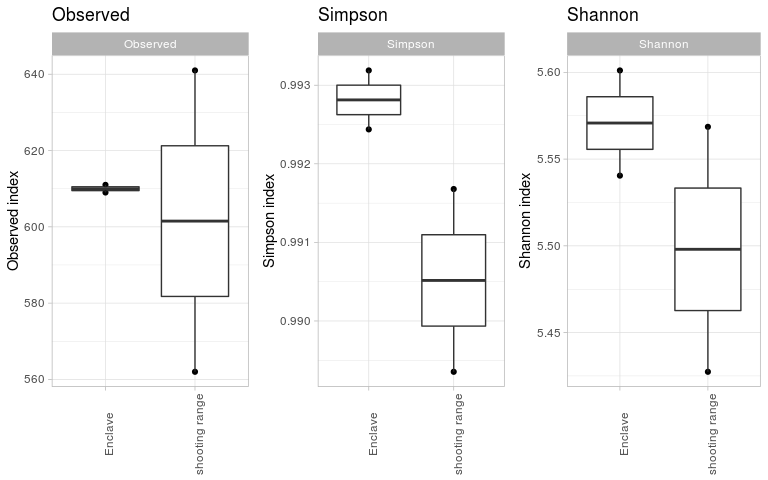 Observed
Observed
Observed index
640
620
600
580
560
Enclave
shooting range
Simpson
Simpson
Simpson index
0.993
0.992
0.991
0.990
Enclave
shooting range
Shannon
Shannon
Shannon index
5.60
5.55
5.50
5.45
Enclave
shooting range